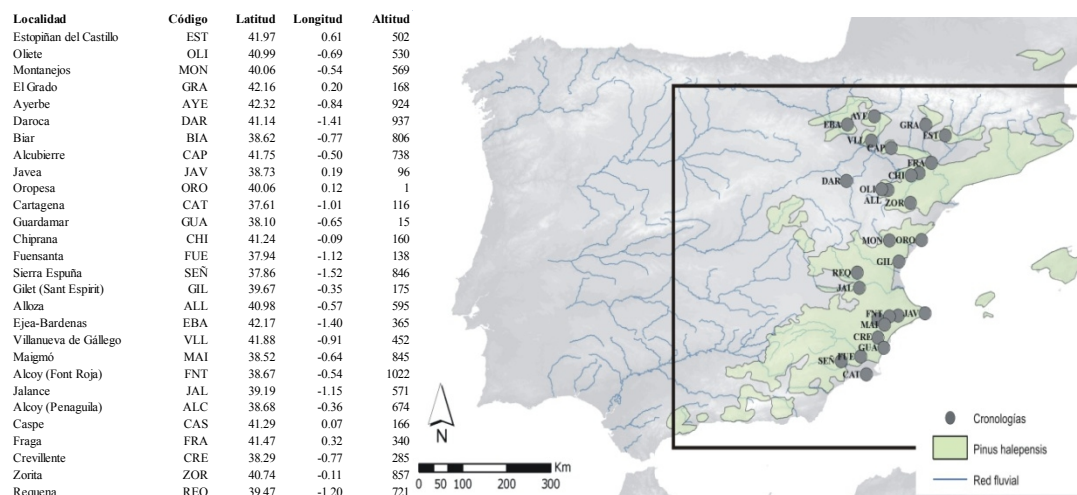 Localidad Código Latitud Longitud Altitud
Estopiñan del Castillo EST 41.97 0.61 502
Oliete OLI 40.99 -0.69 530
Montanejos MON 40.06 -0.54 569
El Grado GRA 42.16 0.20 168
Ayerbe AYE 42.32 -0.84 924
Daroca DAR 41.14 -1.41 937
Biar BIA 38.62 -0.77 806
Alcubierre CAP 41.75 -0.50 738
Javea JAV 38.73 0.19 96
Oropesa ORO 40.06 0.12 1
Cartagena CAT 37.61 -1.01 116
Guardamar GUA 38.10 -0.65 15
Chiprana CHI 41.24 -0.09 160
Fuensanta FUE 37.94 -1.12 138
Sierra Espuña SEÑ 37.86 -1.52 846
Gilet (Sant Espirit) GIL 39.67 -0.35 175
Alloza ALL 40.98 -0.57 595
Ejea-Bardenas EBA 42.17 -1.40 365
Villanueva de Gállego VLL 41.88 -0.91 452
Maigmó MAI 38.52 -0.64 845
Alcoy (Font Roja) FNT 38.67 -0.54 1022
Jalance JAL 39.19 -1.15 571
Alcoy (Penaguila) ALC 38.68 -0.36 674
Caspe CAS 41.29 0.07 166
Fraga FRA 41.47 0.32 340
Crevillente CRE 38.29 -0.77 285
Zorita ZOR 40.74 -0.11 857
Requena REQ 39.47 -1.20 721
EBA AYE GRA
VLL EST
CAP
FRA
CHI
DAR OLI
ALL ZOR
MON ORO
GIL
REQ
JAL
FNT JAV
MAI
CRE
GUA
SEÑ FUE
CAT
N
Km
0 50 100 200 300
Cronologías
Pinus halepensis
Red fluvial